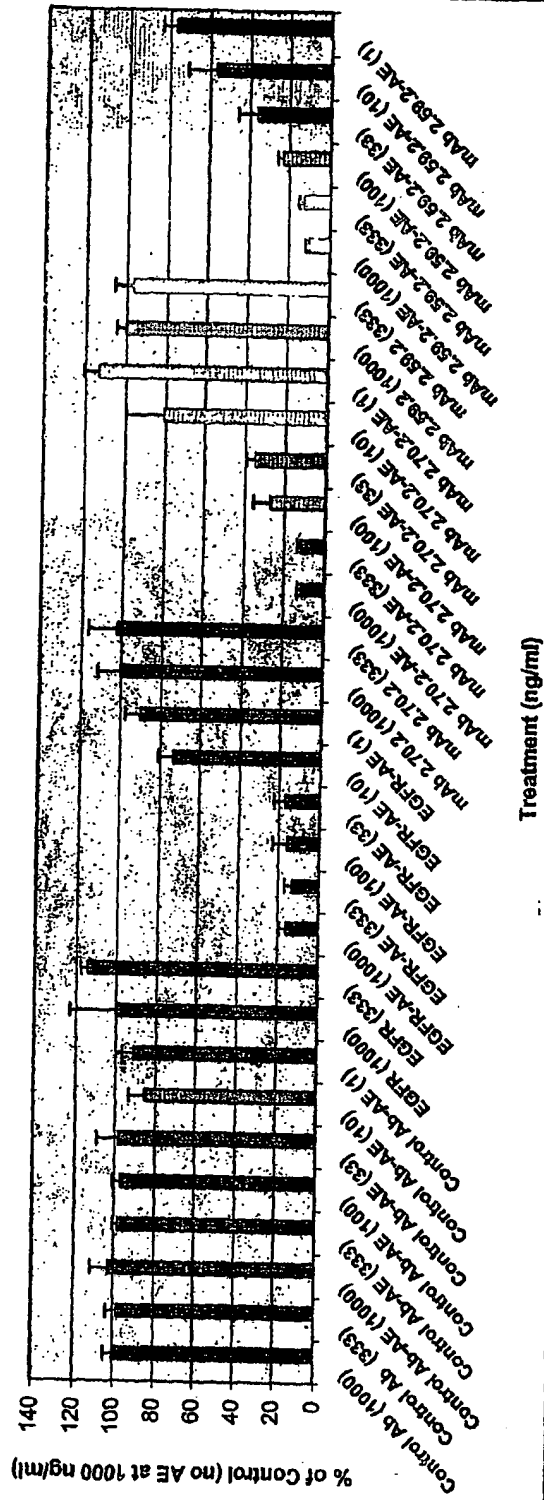 % of Control (no AE at 1000 ng/ml)
140
120
100
80
60
40
20
0
Control Ab (1000)
Control Ab (333)
Control Ab-AE (1000)
Control Ab-AE (333)
Control Ab-AE (100)
Control Ab-AE (33)
Control Ab-AE (10)
Control Ab-AE (1)
EGFR (1000)
EGFR (333)
EGFR-AE (1000)
EGFR-AE (333)
EGFR-AE (100)
EGFR-AE (33)
EGFR-AE (10)
EGFR-AE (1)
mAb 2.70.2 (1000)
mAb 2.70.2 (333)
mAb 2.70.2-AE (1000)
mAb 2.70.2-AE (333)
mAb 2.70.2-AE (100)
mAb 2.70.2-AE (33)
mAb 2.70.2-AE (10)
mAb 2.70.2-AE (1)
mAb 2.59.2 (1000)
mAb 2.59.2 (333)
mAb 2.59.2-AE (1000)
mAb 2.59.2-AE (333)
mAb 2.59.2-AE (100)
mAb 2.59.2-AE (33)
mAb 2.59.2-AE (10)
mAb 2.59.2-AE (1)
Treatment (ng/ml)